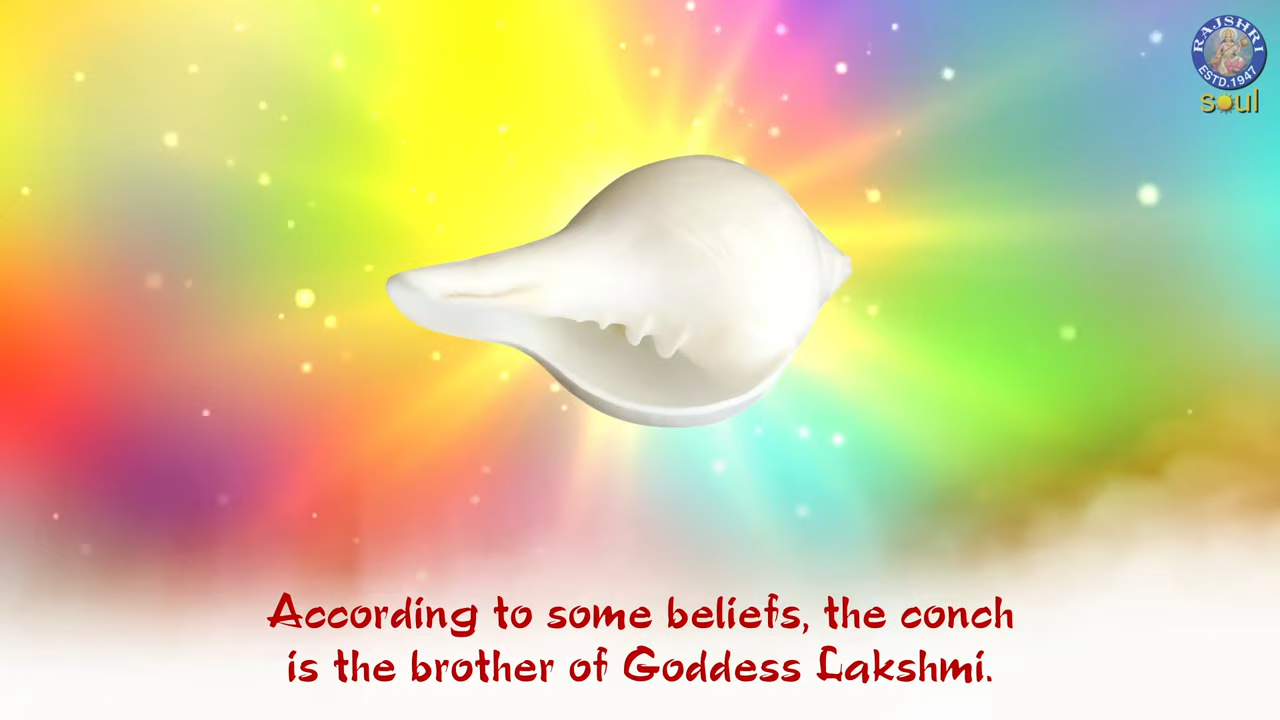 RAJSHRI
ESTD.1947
soul
According to some beliefs, the conch
is the brother of Goddess Lakshmi.